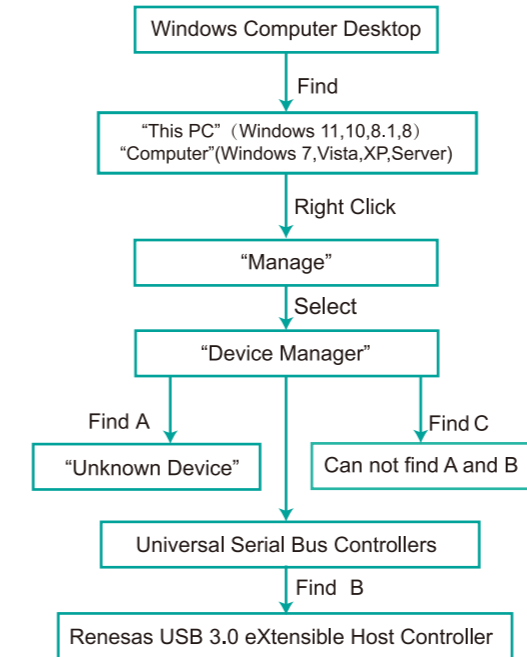 Windows Computer Desktop
Find
“This PC”（Windows 11,10,8.1,8）
“Computer”(Windows 7,Vista,XP,Server)
Right Click
“Manage”
Select
“Device Manager”
Find A
Find C
“Unknown Device”
Can not find A and B
Universal Serial Bus Controllers
Find B
Renesas USB 3.0 eXtensible Host Controller